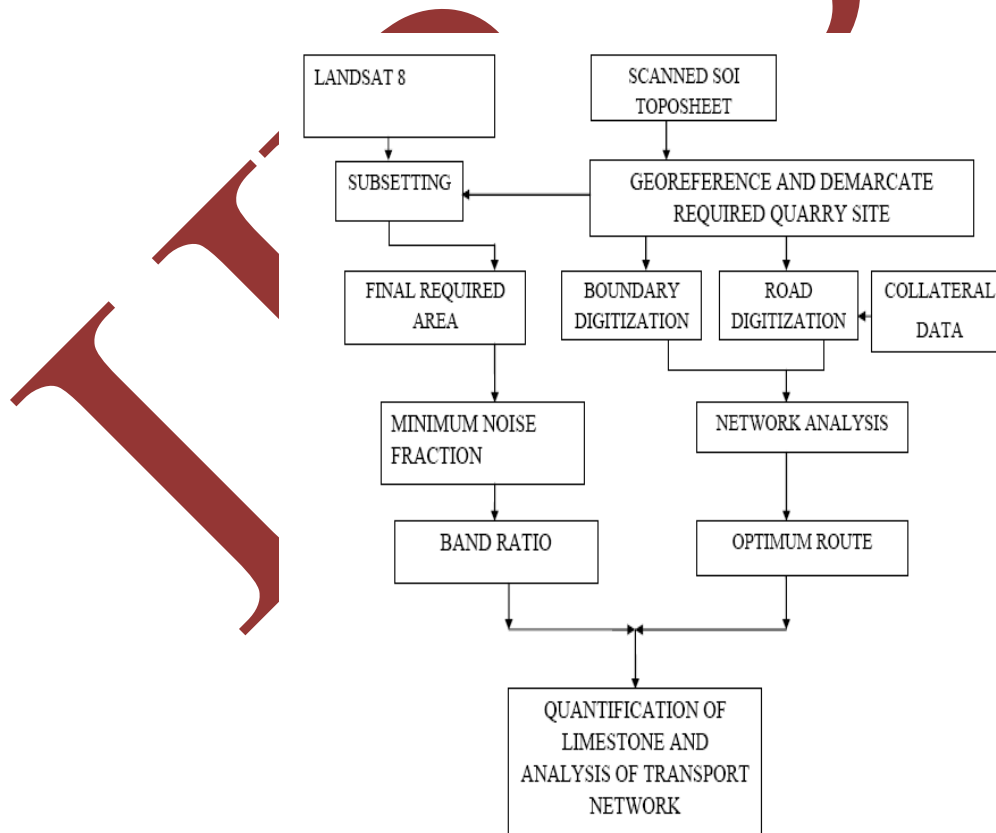 LANDSAT 8
SCANNED SOI
TOPOSHEET
SUBSETTING
GEOREFERENCE AND DEMARCATE
REQUIRED QUARRY SITE
FINAL REQUIRED
AREA
BOUNDARY
DIGITIZATION
ROAD
DIGITIZATION
COLLATERAL
DATA
MINIMUM NOISE
FRACTION
NETWORK ANALYSIS
BAND RATIO
OPTIMUM ROUTE
QUANTIFICATION OF
LIMESTONE AND
ANALYSIS OF TRANSPORT
NETWORK